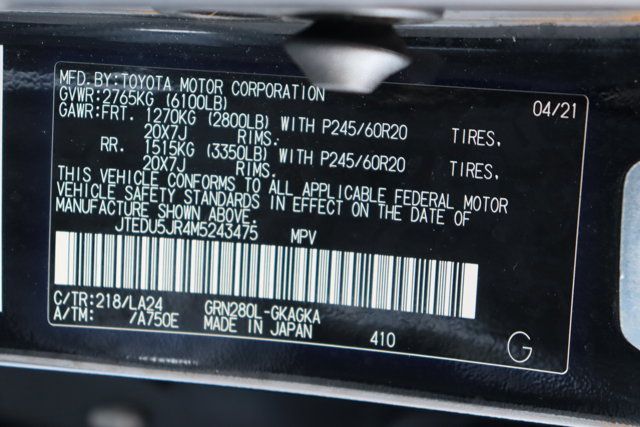 MFD.BY:TOYOTA MOTOR CORPORATION 04/21
GVWR:2765KG (6100LB)
GAWR:FRT. 1270KG (2800LB) WITH P245/60R20 TIRES,
20X7J RIMS.
RR. 1515KG (3350LB) WITH P245/60R20 TIRES,
20X7J RIMS.
THIS VEHICLE CONFORMS TO ALL APPLICABLE FEDERAL MOTOR
VEHICLE SAFETY STANDARDS IN EFFECT ON THE DATE OF
MANUFACTURE SHOWN ABOVE.
JTEDU5JR4M5243475 MPV
C/TR:218/LA24 GRN280L-GKAGKA
A/TM: /A750E MADE IN JAPAN 410 G